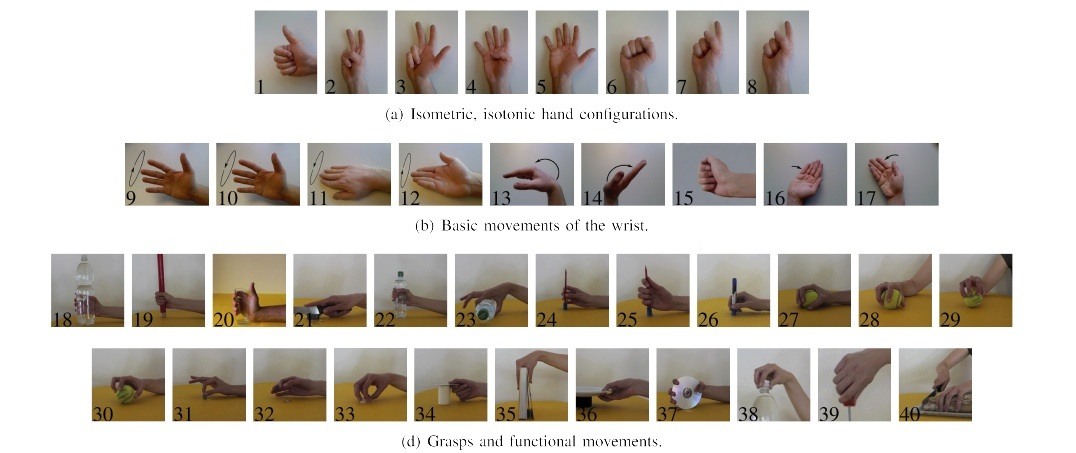 1 2 3 4 5 6 7 8
(a) Isometric, isotonic hand configurations.
9 10 11 12 13 14 15 16 17
(b) Basic movements of the wrist.
18 19 20 21 22 23 24 25 26 27 28 29
30 31 32 33 34 35 36 37 38 39 40
(d) Grasps and functional movements.